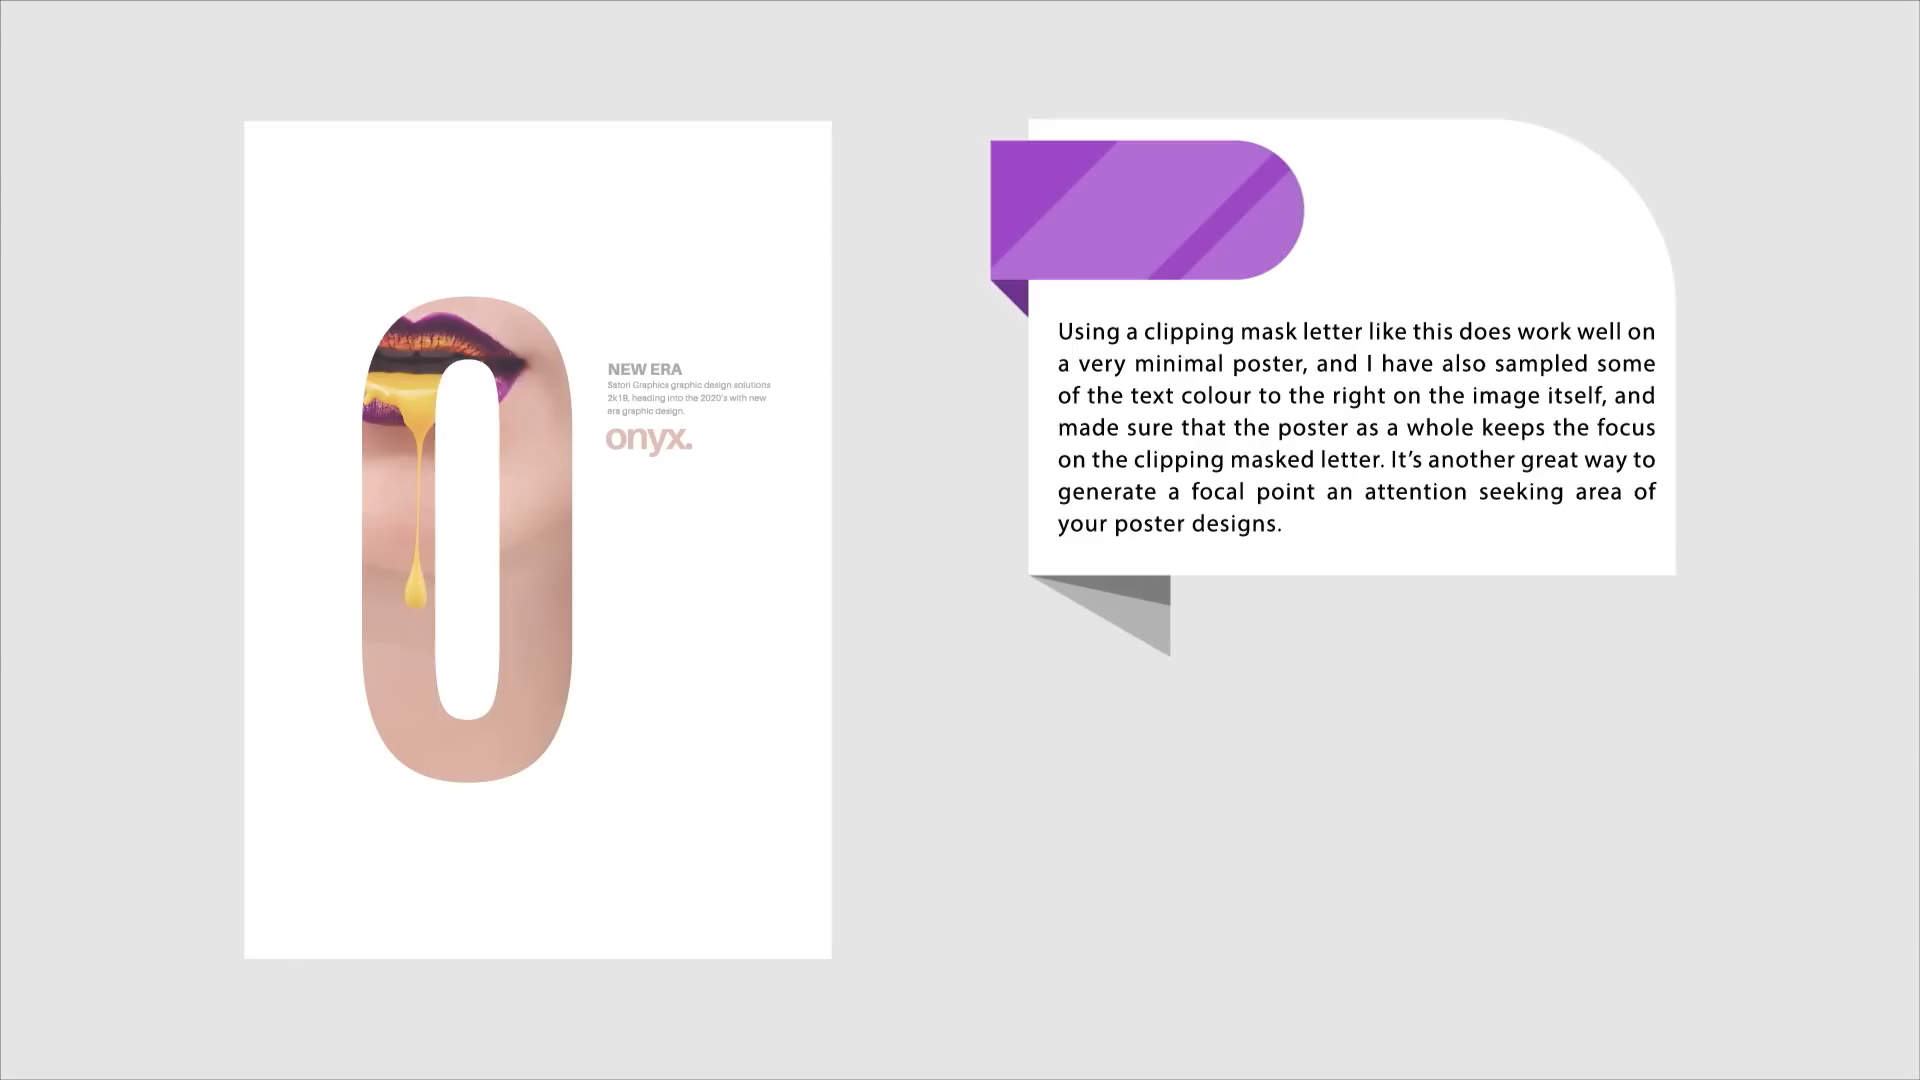 O
NEW ERA
Satori Graphics graphic design solutions
2k19, heading into the 2020's with new
era graphic design.
onyx.
Using a clipping mask letter like this does work well on
a very minimal poster, and I have also sampled some
of the text colour to the right on the image itself, and
made sure that the poster as a whole keeps the focus
on the clipping masked letter. It’s another great way to
generate a focal point an attention seeking area of
your poster designs.